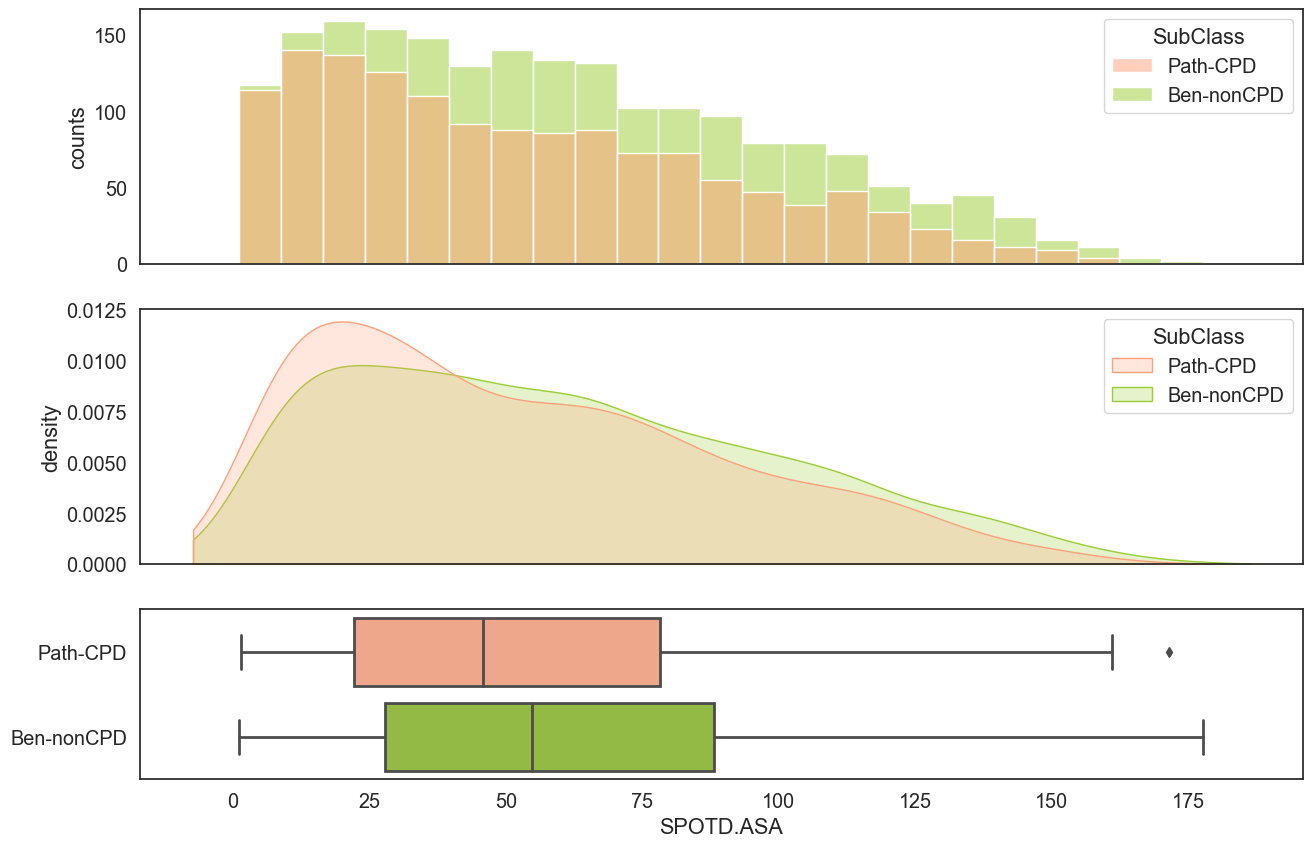 150
100
50
0
counts
SubClass
Path-CPD
Ben-nonCPD
0.0125
0.0100
0.0075
0.0050
0.0025
0.0000
density
SubClass
Path-CPD
Ben-nonCPD
Path-CPD
Ben-nonCPD
0 25 50 75 100 125 150 175
SPOTD.ASA